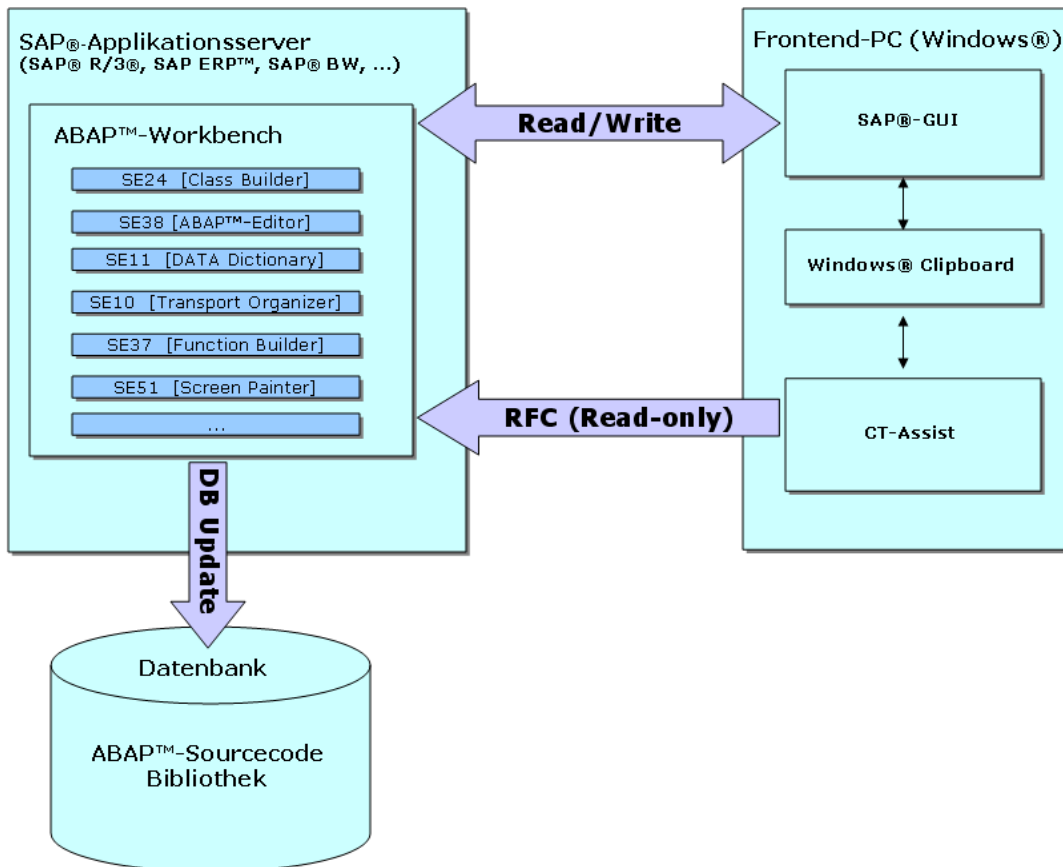 SAP®-Applikationsserver
(SAP® R/3®, SAP ERP™, SAP® BW, ...)
ABAP™-Workbench
SE24 [Class Builder]
SE38 [ABAP™-Editor]
SE11 [DATA Dictionary]
SE10 [Transport Organizer]
SE37 [Function Builder]
SE51 [Screen Painter]
...
Read/Write
RFC (Read-only)
DB Update
Frontend-PC (Windows®)
SAP®-GUI
Windows® Clipboard
CT-Assist
Datenbank
ABAP™-Sourcecode
Bibliothek